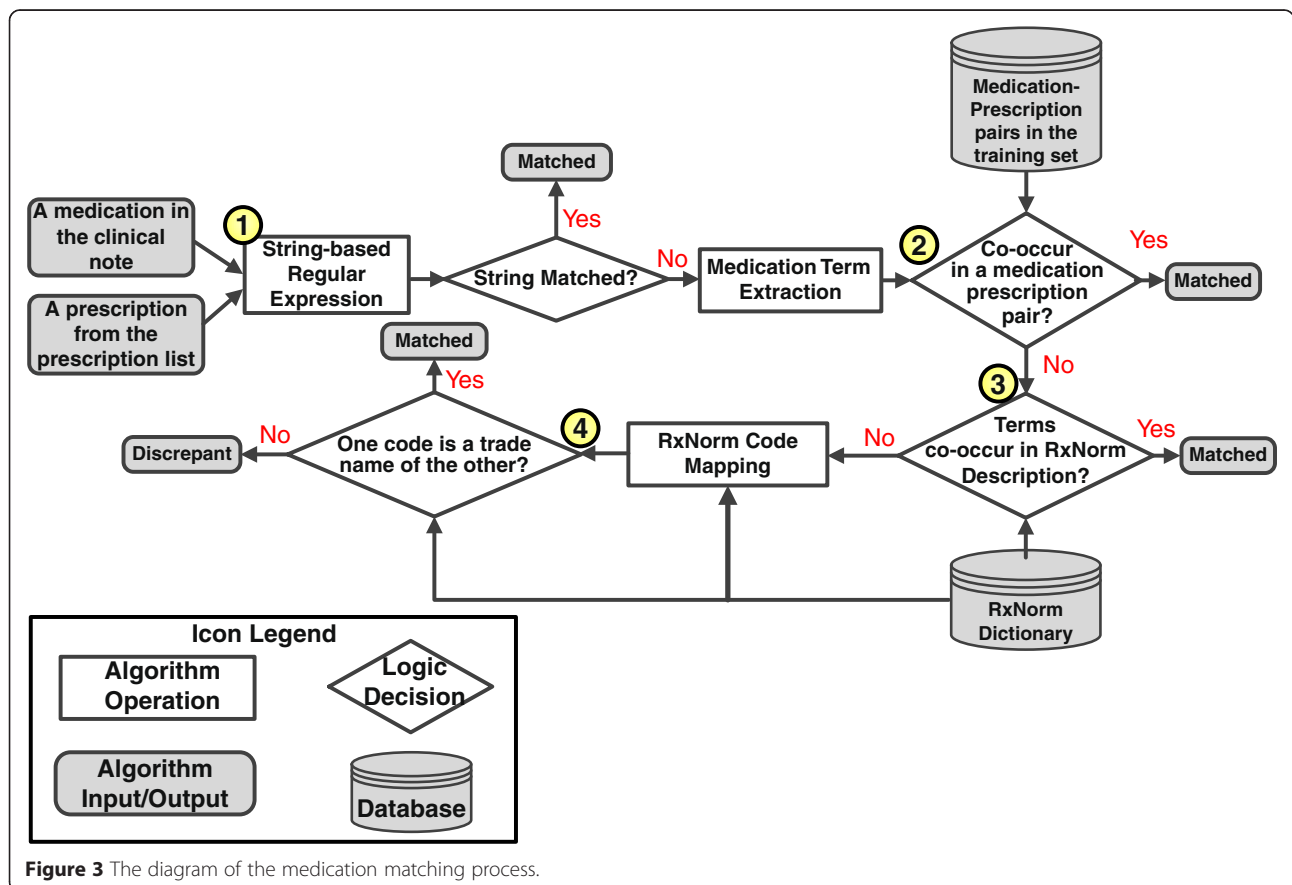 Medication-
Prescription
pairs in the
training set
Matched
A medication in
the clinical
note
1
String-based
Regular
Expression
Yes
String Matched?
No
Medication Term
Extraction
2
Co-occur
in a medication
prescription
pair?
Yes
Matched
A prescription
from the
prescription list
Matched
No
Yes
3
Discrepant
No
One code is a trade
name of the other?
4
RxNorm Code
Mapping
No
Terms
co-occur in RxNorm
Description?
Yes
Matched
RxNorm
Dictionary
Icon Legend
Algorithm
Operation
Logic
Decision
Algorithm
Input/Output
Database
Figure 3 The diagram of the medication matching process.